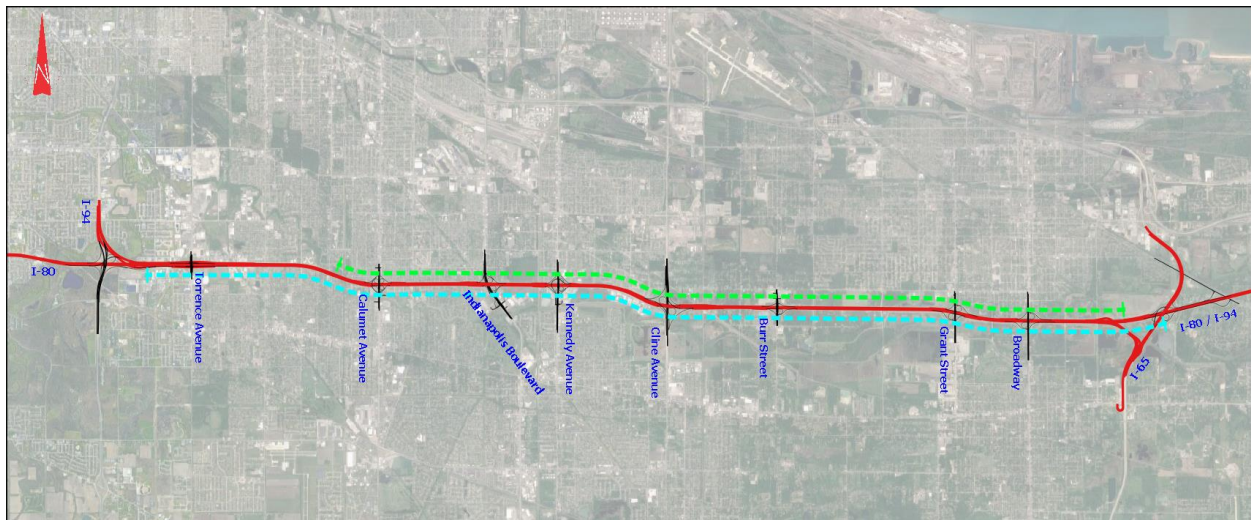 N
I-94
I-80
Torrence Avenue
Calumet Avenue
Indianapolis Boulevard
Kennedy Avenue
Cline Avenue
Burr Street
Grant Street
Broadway
I-65
I-80 / I-94